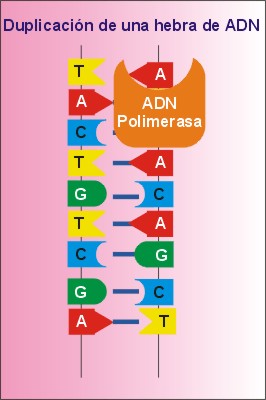 Duplicación de una hebra de ADN
T A
A ADN
C Polimerasa
T A
G C
T A
C G
G C
A T